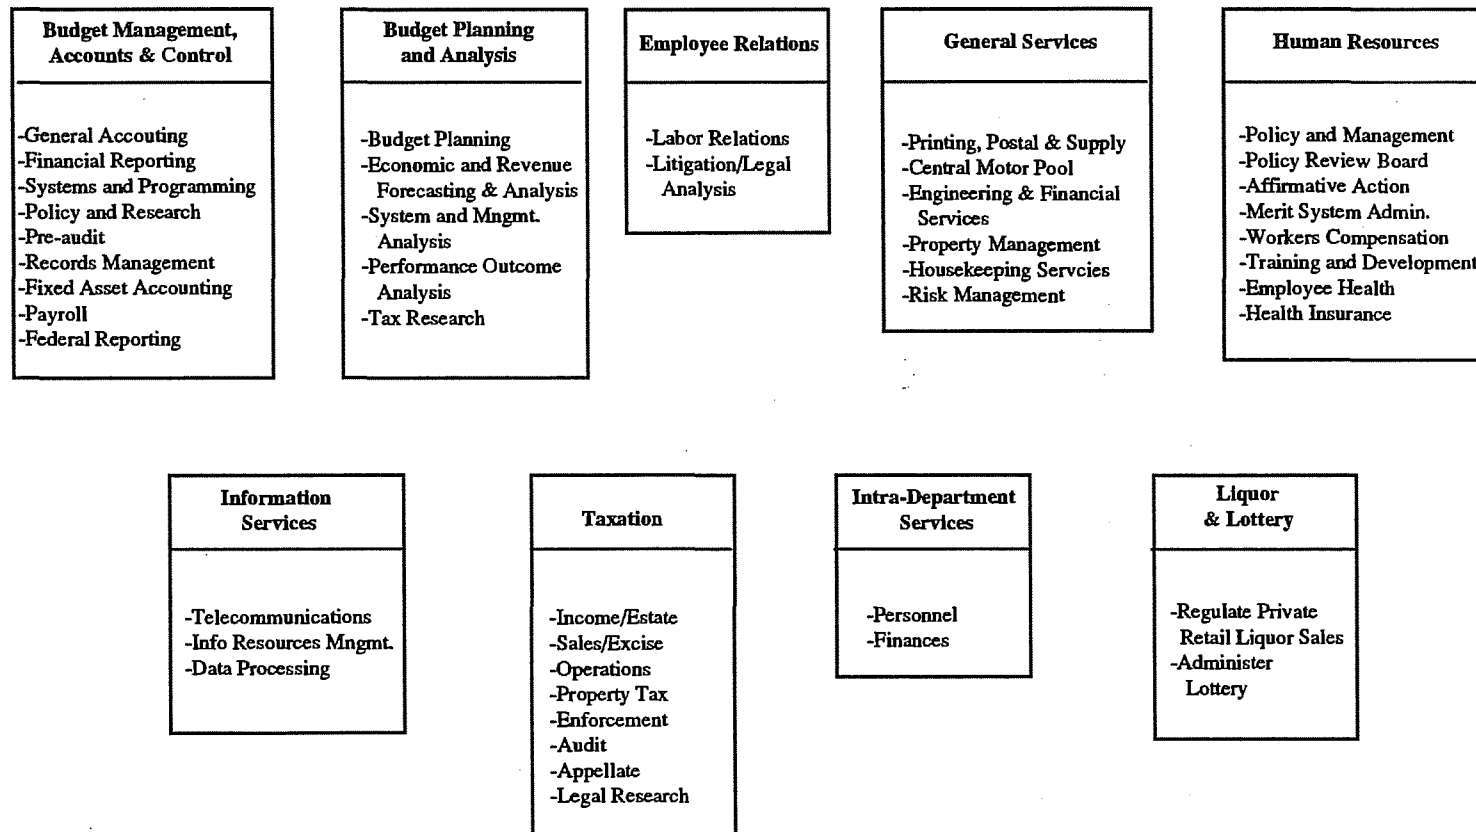 Budget Management,
Accounts & Control
-General Accouting
-Financial Reporting
-Systems and Programming
-Policy and Research
-Pre-audit
-Records Management
-Fixed Asset Accounting
-Payroll
-Federal Reporting
Budget Planning
and Analysis
-Budget Planning
-Economic and Revenue
Forecasting & Analysis
-System and Mngmt.
Analysis
-Performance Outcome
Analysis
-Tax Research
Employee Relations
-Labor Relations
-Litigation/Legal
Analysis
General Services
-Printing, Postal & Supply
-Central Motor Pool
-Engineering & Financial
Services
-Property Management
-Housekeeping Servcies
-Risk Management
Human Resources
-Policy and Management
-Policy Review Board
-Affirmative Action
-Merit System Admin.
-Workers Compensation
-Training and Development
-Employee Health
-Health Insurance
Information
Services
-Telecommunications
-Info Resources Mngmt.
-Data Processing
Taxation
-Income/Estate
-Sales/Excise
-Operations
-Property Tax
-Enforcement
-Audit
-Appellate
-Legal Research
Intra-Department
Services
-Personnel
-Finances
Liquor
& Lottery
-Regulate Private
Retail Liquor Sales
-Administer
Lottery